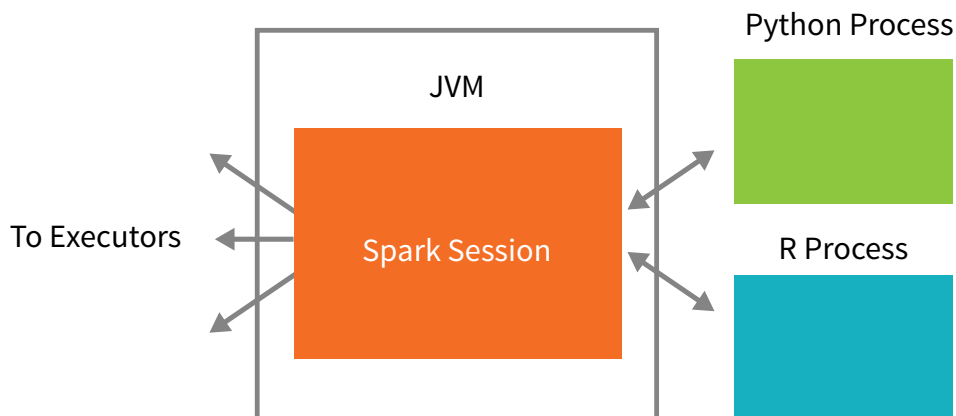 Python Process
JVM
To Executors
Spark Session
R Process